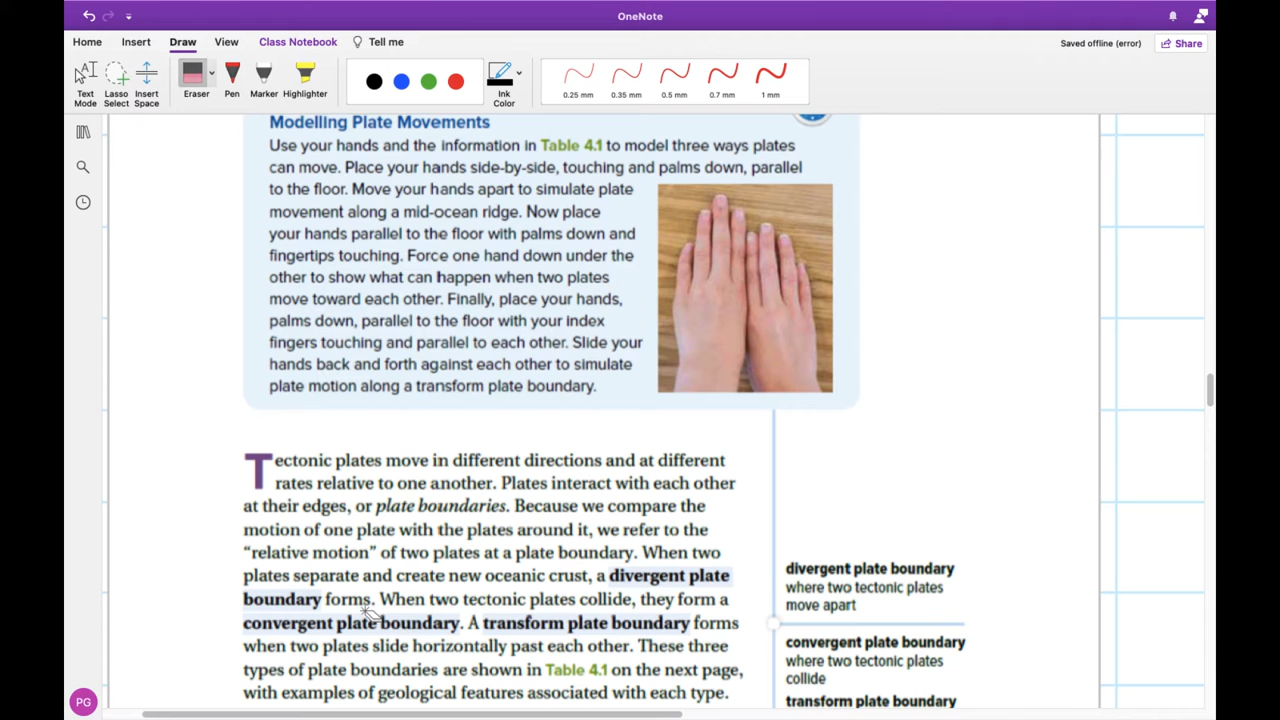 OneNote
Home Insert Draw View Class Notebook Tell me
Saved offline (error) Share
Text Mode
Lasso Select
Insert Space
Eraser
Pen
Marker
Highlighter
Ink Color
0.25 mm 0.35 mm 0.5 mm 0.7 mm 1 mm
Modelling Plate Movements
Use your hands and the information in Table 4.1 to model three ways plates
can move. Place your hands side-by-side, touching and palms down, parallel
to the floor. Move your hands apart to simulate plate
movement along a mid-ocean ridge. Now place
your hands parallel to the floor with palms down and
fingertips touching. Force one hand down under the
other to show what can happen when two plates
move toward each other. Finally, place your hands,
palms down, parallel to the floor with your index
fingers touching and parallel to each other. Slide your
hands back and forth against each other to simulate
plate motion along a transform plate boundary.
Tectonic plates move in different directions and at different
rates relative to one another. Plates interact with each other
at their edges, or plate boundaries. Because we compare the
motion of one plate with the plates around it, we refer to the
“relative motion” of two plates at a plate boundary. When two
plates separate and create new oceanic crust, a divergent plate
boundary forms. When two tectonic plates collide, they form a
convergent plate boundary. A transform plate boundary forms
when two plates slide horizontally past each other. These three
types of plate boundaries are shown in Table 4.1 on the next page,
with examples of geological features associated with each type.
divergent plate boundary
where two tectonic plates
move apart
convergent plate boundary
where two tectonic plates
collide
transform plate boundary
PG